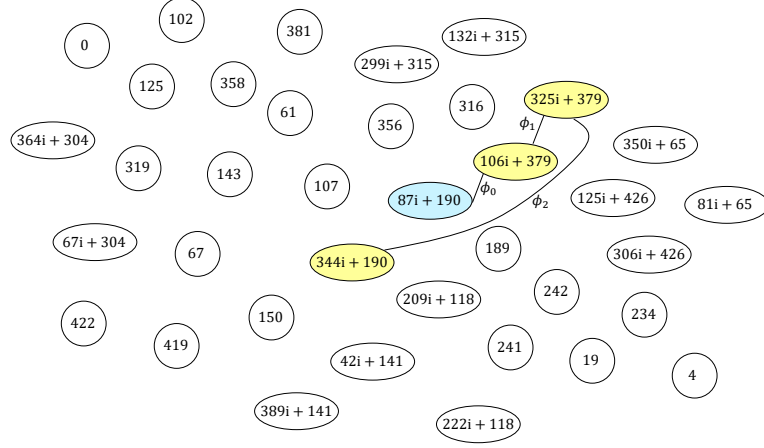 102
0
381
132i + 315
299i + 315
125
358
325i + 379
316
61
ϕ₁
356
364i + 304
350i + 65
106i + 379
319
143
107
ϕ₀
87i + 190
ϕ₂
125i + 426
81i + 65
67i + 304
67
189
306i + 426
344i + 190
242
209i + 118
234
150
422
419
241
42i + 141
19
4
389i + 141
222i + 118